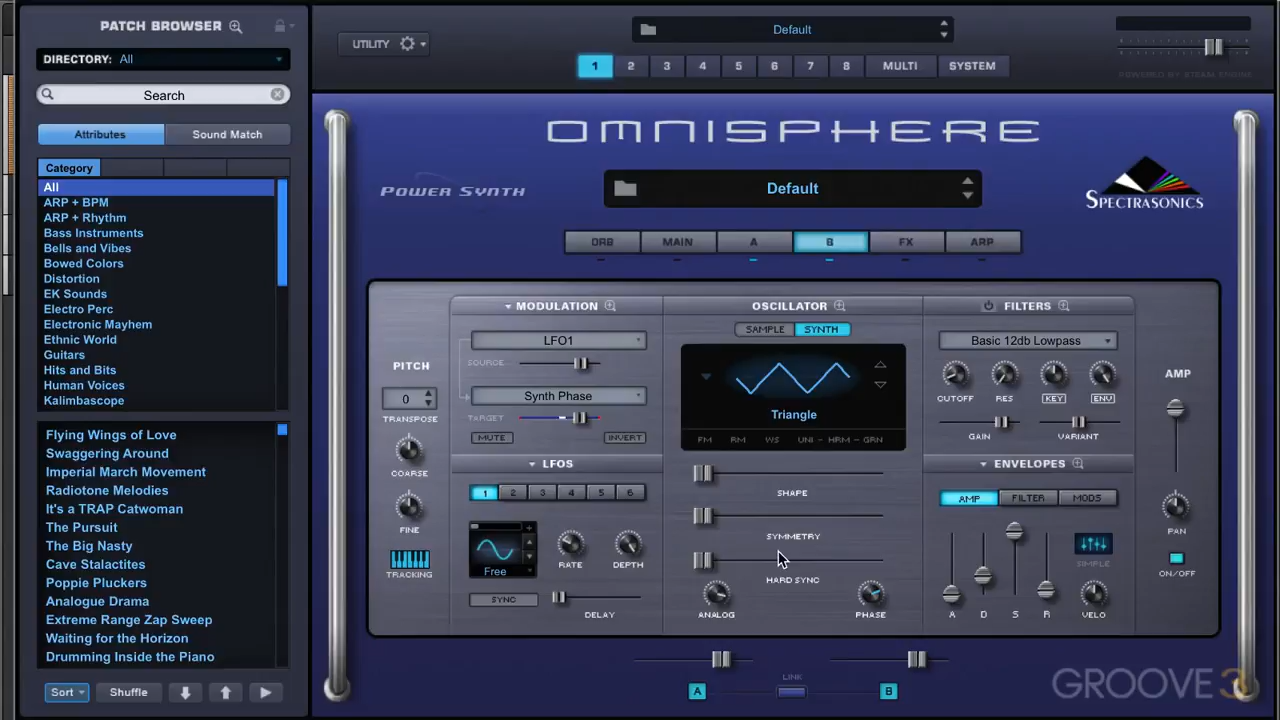 PATCH BROWSER
DIRECTORY: All
Search
Attributes
Sound Match
Category
All
ARP + BPM
ARP + Rhythm
Bass Instruments
Bells and Vibes
Bowed Colors
Distortion
EK Sounds
Electro Perc
Electronic Mayhem
Ethnic World
Guitars
Hits and Bits
Human Voices
Kalimbascope
Flying Wings of Love
Swaggering Around
Imperial March Movement
Radiotone Melodies
It's a TRAP Catwoman
The Pursuit
The Big Nasty
Cave Stalactites
Poppie Pluckers
Analogue Drama
Extreme Range Zap Sweep
Waiting for the Horizon
Drumming Inside the Piano
Sort
Shuffle
UTILITY
Default
1 2 3 4 5 6 7 8 MULTI SYSTEM
POWERED BY STEAM ENGINE
OMNISPHERE
POWER SYNTH
Default
SPECTRASONICS
ORB MAIN A B FX ARP
PITCH
0
TRANSPOSE
COARSE
FINE
TRACKING
MODULATION
LFO1
SOURCE
Synth Phase
TARGET
MUTE INVERT
LFOS
1 2 3 4 5 6
Free
RATE DEPTH
SYNC
DELAY
OSCILLATOR
SAMPLE SYNTH
Triangle
FM RM WS UNI - HRM - GRN
SHAPE
SYMMETRY
HARD SYNC
ANALOG
PHASE
FILTERS
Basic 12db Lowpass
CUTOFF RES KEY ENV
GAIN VARIANT
ENVELOPES
AMP FILTER MODS
SIMPLE
A D S R VELO
AMP
PAN
ON/OFF
LINK
A B
GROOVE3